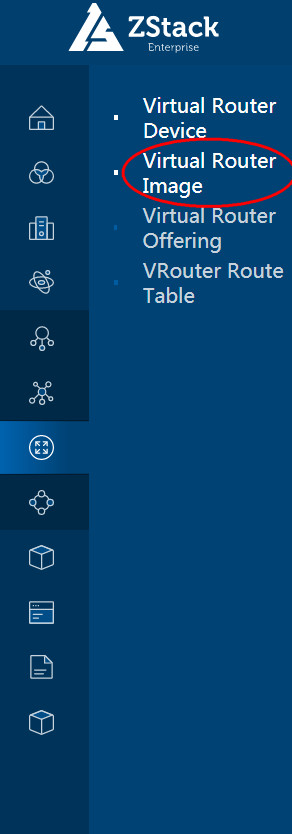 ZStack
Enterprise
Virtual Router
Device
Virtual Router
Image
Virtual Router
Offering
VRouter Route
Table